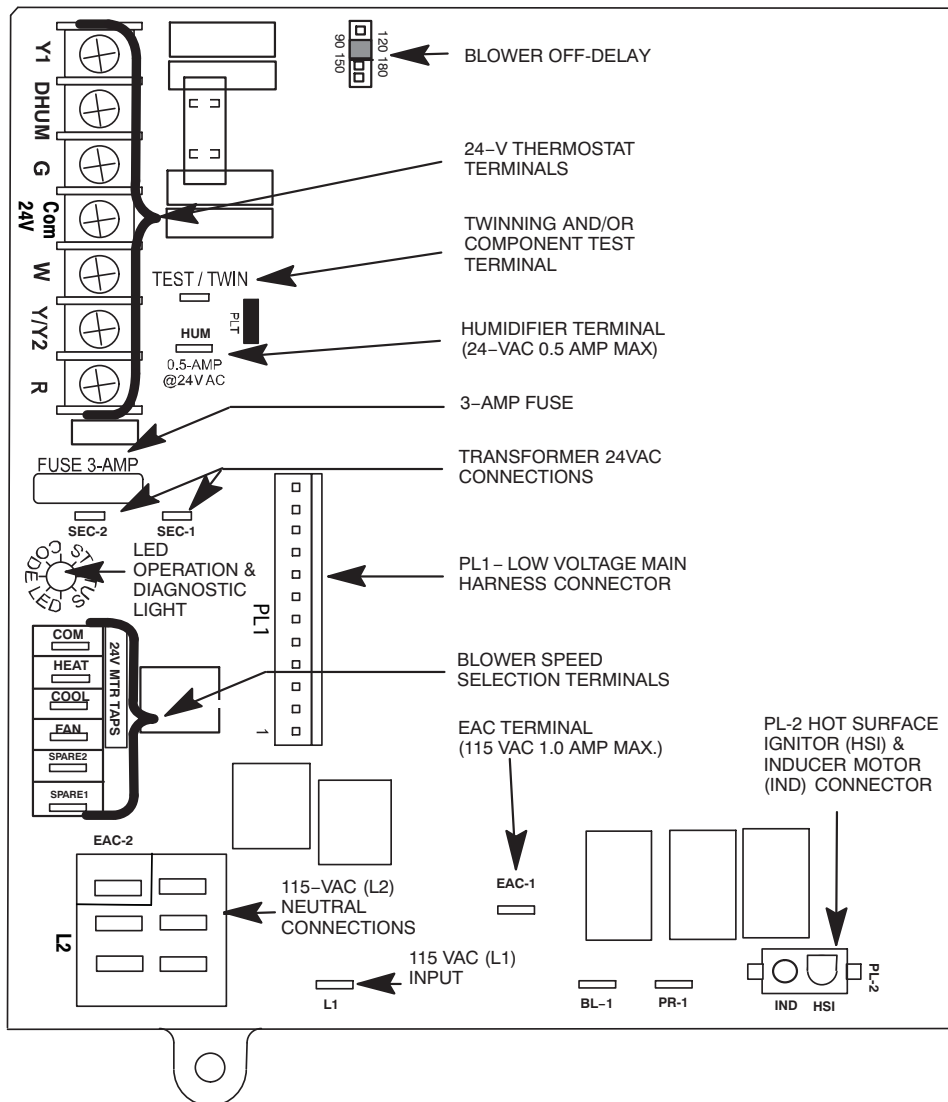 Y1
DHUM
G
Com
24V
W
Y/Y2
R
120 180
90 150
BLOWER OFF-DELAY
24–V THERMOSTAT
TERMINALS
TWINNING AND/OR
COMPONENT TEST
TERMINAL
TEST / TWIN
PLT
HUM
0.5-AMP
@24VAC
HUMIDIFIER TERMINAL
(24–VAC 0.5 AMP MAX)
3–AMP FUSE
FUSE 3-AMP
TRANSFORMER 24VAC
CONNECTIONS
SEC-2
SEC-1
STATUS
CODE LED
LED
OPERATION &
DIAGNOSTIC
LIGHT
PL1
1
PL1– LOW VOLTAGE MAIN
HARNESS CONNECTOR
COM
HEAT
COOL
FAN
SPARE2
SPARE1
24V MTR TAPS
BLOWER SPEED
SELECTION TERMINALS
EAC TERMINAL
(115 VAC 1.0 AMP MAX.)
PL-2 HOT SURFACE
IGNITOR (HSI) &
INDUCER MOTOR
(IND) CONNECTOR
EAC-2
L2
115–VAC (L2)
NEUTRAL
CONNECTIONS
EAC-1
115 VAC (L1)
INPUT
L1
BL–1
PR-1
IND
HSI
PL-2